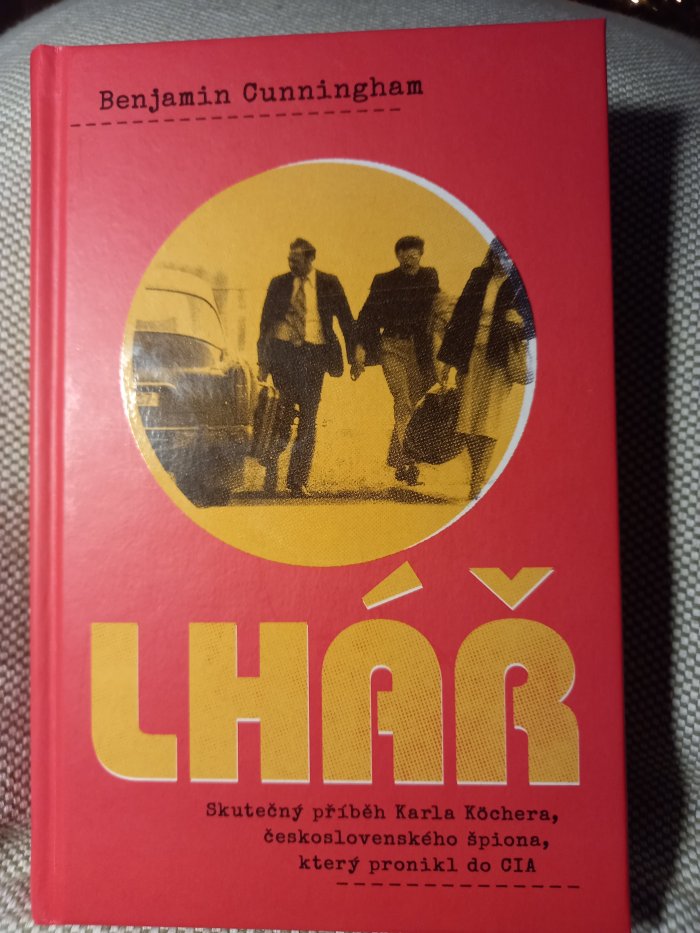 Benjamin Cunningham
LHÁŘ
Skutečný příběh Karla Köchera,
československého špiona,
který pronikl do CIA